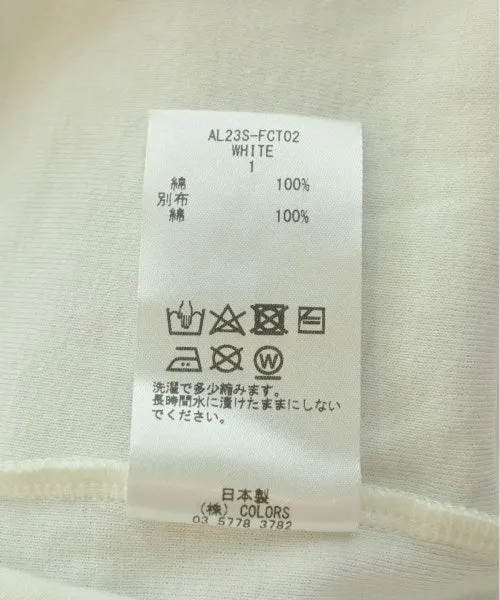 AL23S-FCT02
WHITE
1
綿 100%
別布
綿 100%
W
洗濯で多少縮みます。
長時間水に漬けたままにしない
でください。
日本製
(株) COLORS
03 5778 3782